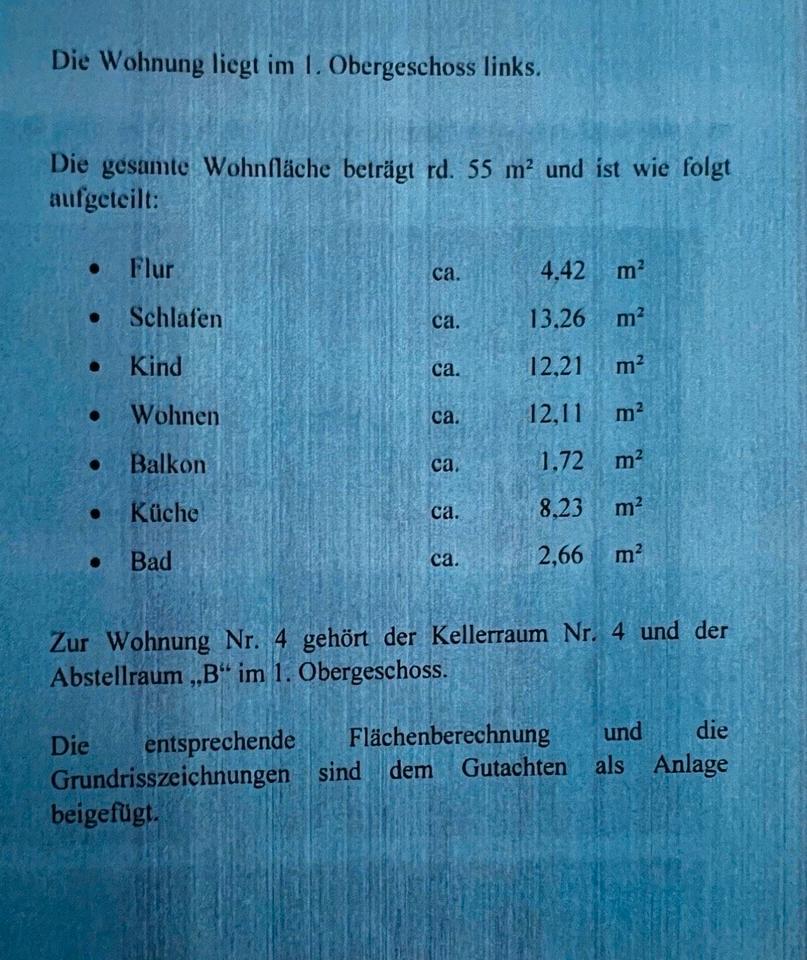 Die Wohnung liegt im 1. Obergeschoss links.
Die gesamte Wohnfläche beträgt rd. 55 m² und ist wie folgt
aufgeteilt:
• Flur ca. 4,42 m²
• Schlafen ca. 13,26 m²
• Kind ca. 12,21 m²
• Wohnen ca. 12,11 m²
• Balkon ca. 1,72 m²
• Küche ca. 8,23 m²
• Bad ca. 2,66 m²
Zur Wohnung Nr. 4 gehört der Kellerraum Nr. 4 und der
Abstellraum „B“ im 1. Obergeschoss.
Die entsprechende Flächenberechnung und die
Grundrisszeichnungen sind dem Gutachten als Anlage
beigefügt.